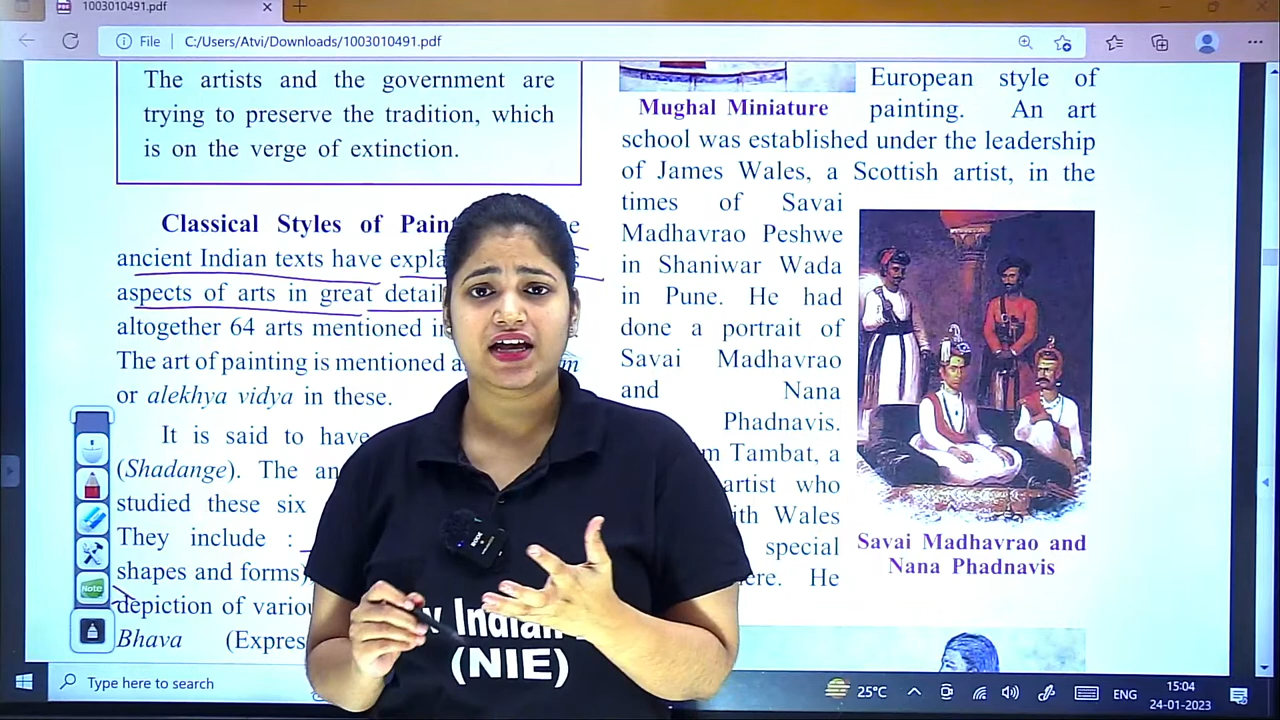 1003010491.pdf
File | C:/Users/Atvi/Downloads/1003010491.pdf
The artists and the government are
trying to preserve the tradition, which
is on the verge of extinction.
Classical Styles of
ancient Indian texts have
aspects of arts in great detail
altogether 64 arts mentioned
The art of painting is mentioned
or alekhya vidya in these.
It is said to have
(Shadange). The
studied these six
They include :
shapes and forms)
depiction of
Bhava
Mughal Miniature
European style of
painting. An art
school was established under the leadership
of James Wales, a Scottish artist, in the
times of Savai
Madhavrao Peshwe
in Shaniwar Wada
in Pune. He had
done a portrait of
Savai Madhavrao
and Nana
Phadnavis.
Tambat, a
artist who
Wales
special
He
Savai Madhavrao and
Nana Phadnavis
Note
Indian
(NIE)
Type here to search
25°C
ENG
15:04
24-01-2023